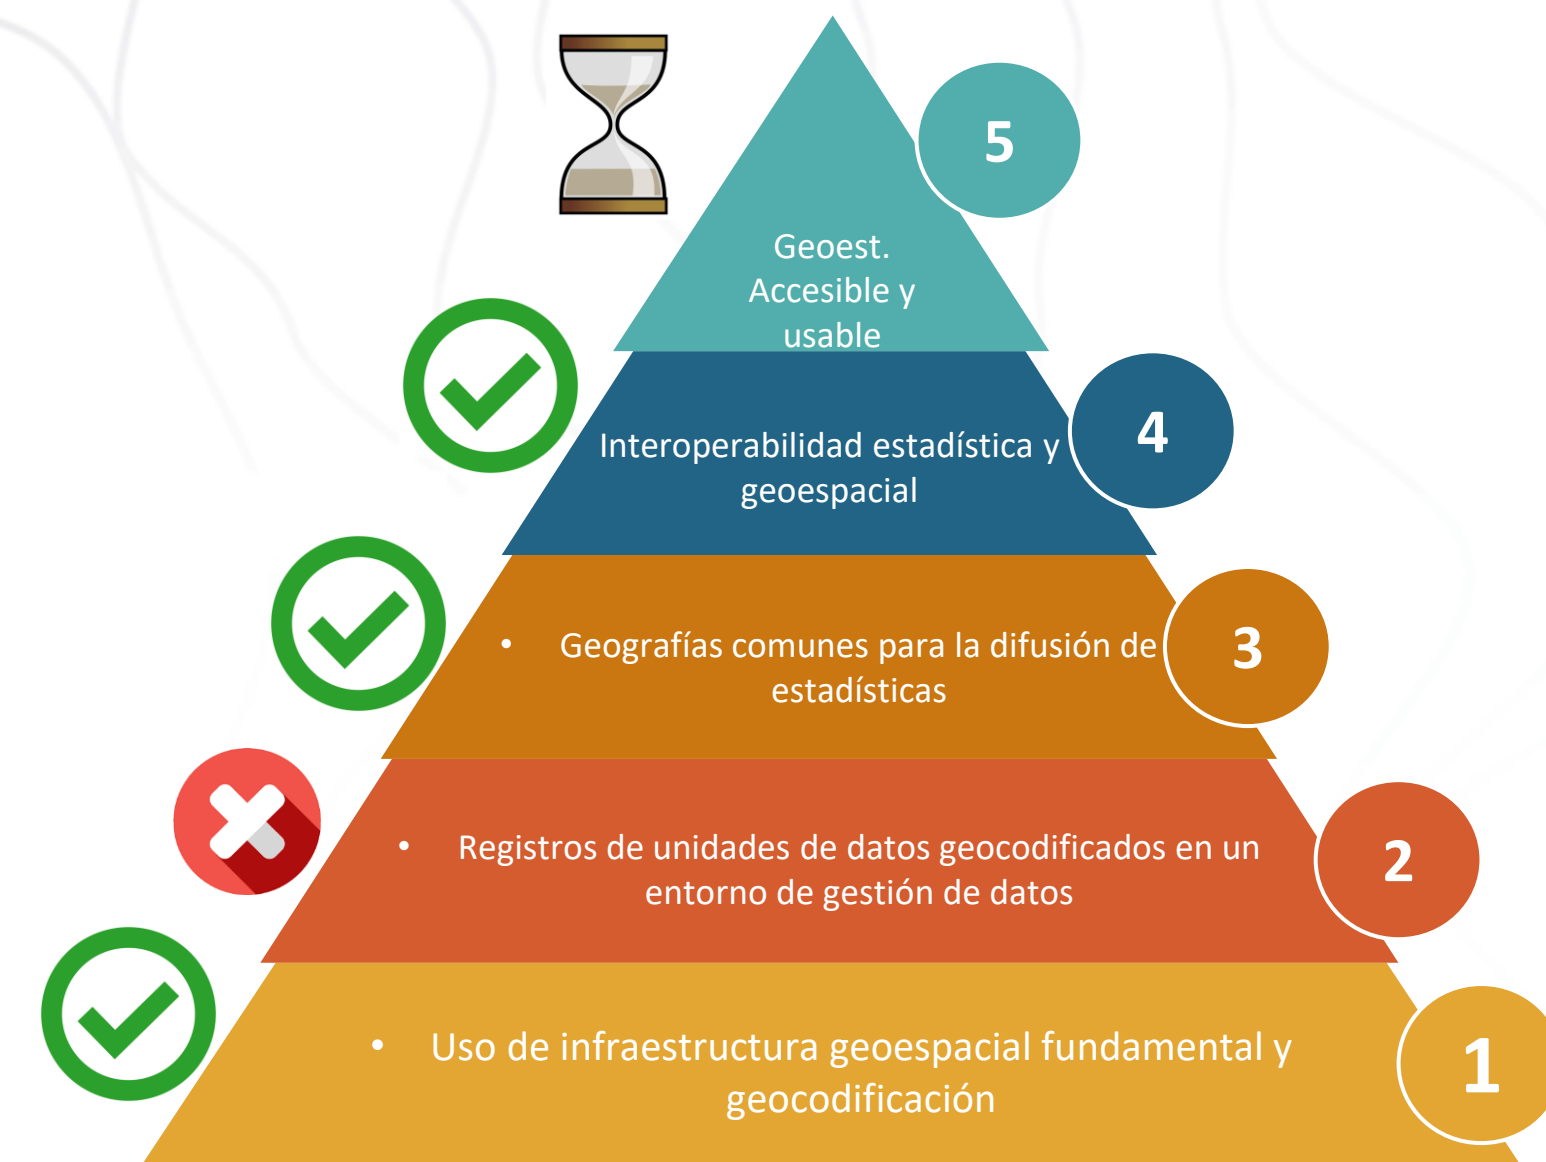 5
Geoest.
Accesible y
usable
4
Interoperabilidad estadística y
geoespacial
3
• Geografías comunes para la difusión de
estadísticas
2
• Registros de unidades de datos geocodificados en un
entorno de gestión de datos
1
• Uso de infraestructura geoespacial fundamental y
geocodificación